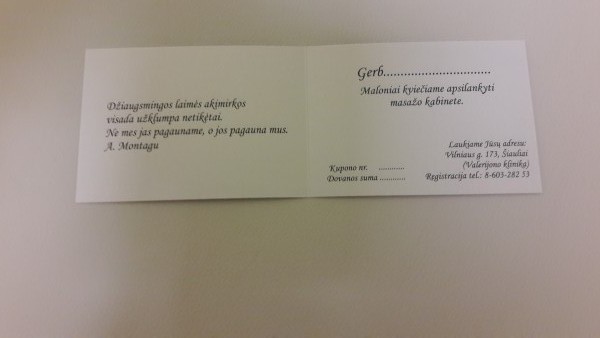 Džiaugsmingos laimės akimirkos
visada užklumpa netikėtai.
Ne mes jas pagauname, o jos pagauna mus.
A. Montagu
Gerb...............................
Maloniai kviečiame apsilankyti
masažo kabinete.
Laukiame Jūsų adresu:
Vilniaus g. 173, Šiauliai
(Valerijono klinika)
Kupono nr. ............
Dovanos suma ............
Registracija tel.: 8-603-282 53